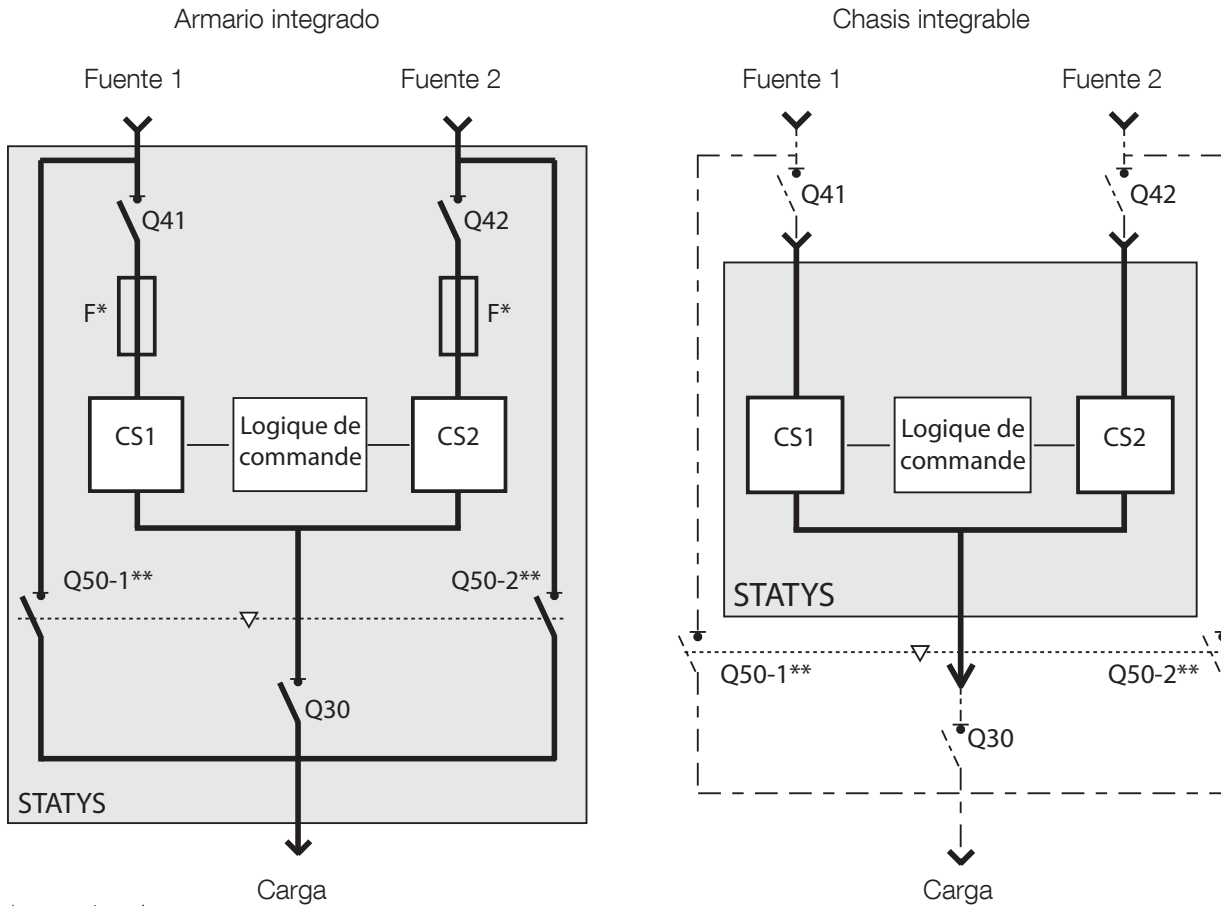 Armario integrado
Fuente 1
Fuente 2
Q41
Q42
F*
F*
CS1
Logique de
commande
CS2
Q50-1**
Q50-2**
Q30
STATYS
Carga
Chasis integrable
Fuente 1
Fuente 2
Q41
Q42
CS1
Logique de
commande
CS2
STATYS
Q50-1**
Q50-2**
Q30
Carga